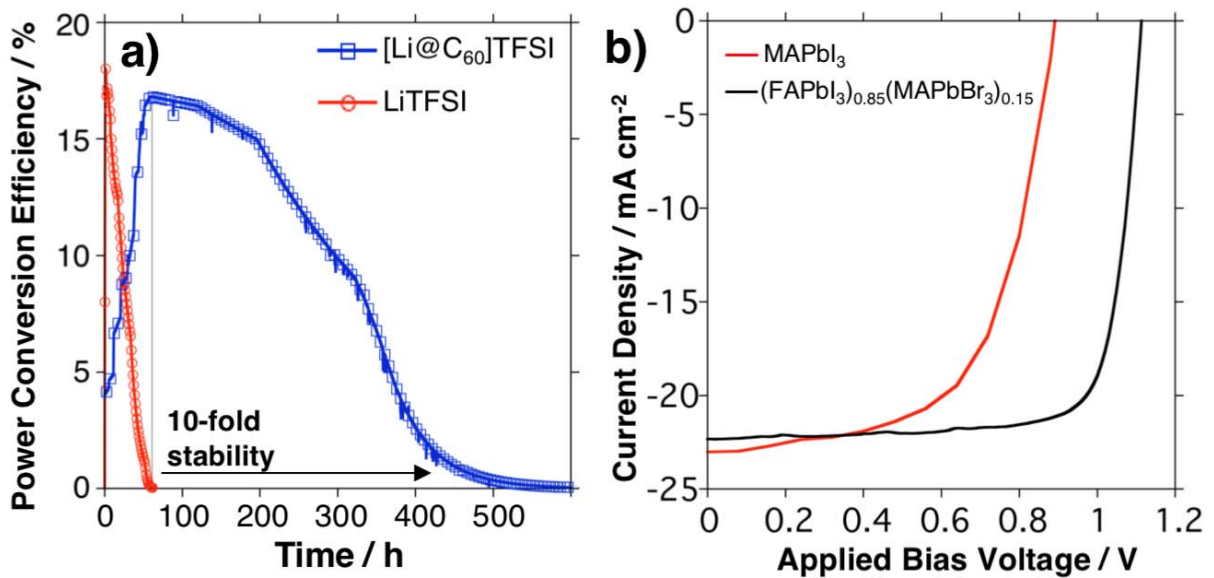 a)
Power Conversion Efficiency / %
20
15
10
5
0
[Li@C₆₀]TFSI
LiTFSI
10-fold
stability
0 100 200 300 400 500
Time / h
b)
Current Density / mA cm⁻²
0
-5
-10
-15
-20
-25
MAPbI₃
(FAPbI₃)₀.₈₅(MAPbBr₃)₀.₁₅
0 0.2 0.4 0.6 0.8 1 1.2
Applied Bias Voltage / V